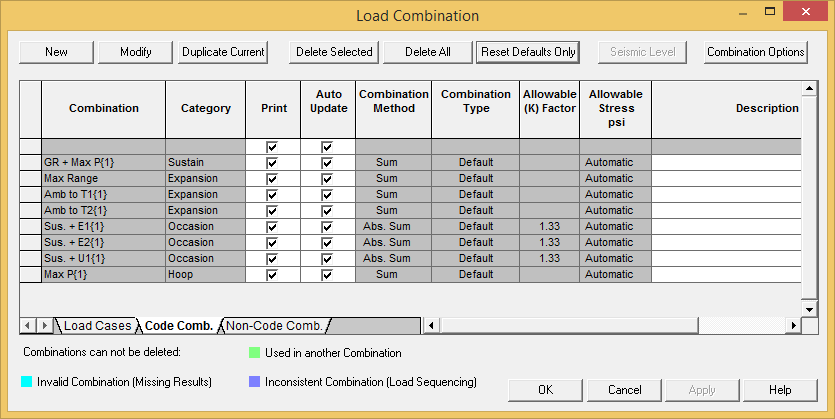 Load Combination
New Modify Duplicate Current Delete Selected Delete All Reset Defaults Only Seismic Level Combination Options
Combination Category Print Auto Update Combination Method Combination Type Allowable (K) Factor Allowable Stress psi Description
GR + Max P{1} Sustain Sum Default Automatic
Max Range Expansion Sum Default Automatic
Amb to T1{1} Expansion Sum Default Automatic
Amb to T2{1} Expansion Sum Default Automatic
Sus. + E1{1} Occasion Abs. Sum Default 1.33 Automatic
Sus. + E2{1} Occasion Abs. Sum Default 1.33 Automatic
Sus. + U1{1} Occasion Abs. Sum Default 1.33 Automatic
Max P{1} Hoop Sum Default Automatic
Load Cases Code Comb. Non-Code Comb.
Combinations can not be deleted: Used in another Combination
Invalid Combination (Missing Results) Inconsistent Combination (Load Sequencing)
OK Cancel Apply Help